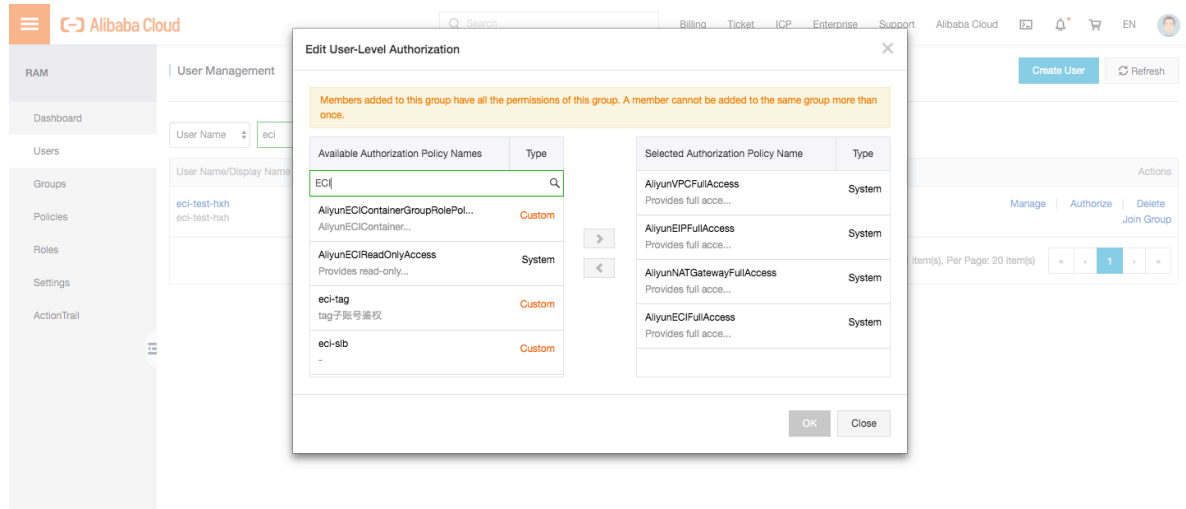 Alibaba Cloud
Search
Billing Ticket ICP Enterprise Support Alibaba Cloud EN
RAM
Dashboard
Users
Groups
Policies
Roles
Settings
ActionTrail
User Management
Create User
Refresh
User Name
eci
User Name/Display Name
Actions
eci-test-hxh
eci-test-hxh
Manage Authorize Delete
Join Group
item(s), Per Page: 20 item(s) « ‹ 1 › »
Edit User-Level Authorization
Members added to this group have all the permissions of this group. A member cannot be added to the same group more than
once.
Available Authorization Policy Names Type
ECI
AliyunECIContainerGroupRolePol... Custom
AliyunECIContainer...
AliyunECIReadOnlyAccess System
Provides read-only...
eci-tag Custom
tag子账号鉴权
eci-slb Custom
-
Selected Authorization Policy Name Type
AliyunVPCFullAccess System
Provides full acce...
AliyunEIPFullAccess System
Provides full acce...
AliyunNATGatewayFullAccess System
Provides full acce...
AliyunECIFullAccess System
Provides full acce...
OK
Close